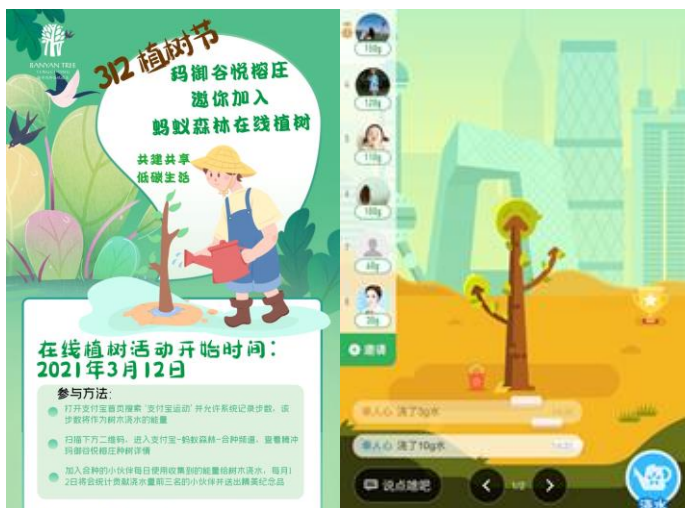 BANYAN TREE
312 植树节
玛御谷悦榕庄
邀你加入
蚂蚁森林在线植树
共建共享
低碳生活
在线植树活动开始时间：
2021年3月12日
参与方法：
打开支付宝首页搜索“支付宝运动”并允许系统记录步数，该
步数将作为树木浇水的能量
扫描下方二维码，进入支付宝-蚂蚁森林-合种频道，查看腾冲
玛御谷悦榕庄种树详情
加入合种的小伙伴每日使用收集到的能量给树木浇水，每月1
2日将会统计贡献浇水量前三名的小伙伴并送出精美纪念品
150g
4
120g
5
110g
6
100g
7
60g
8
30g
邀请
浇了3g水
浇了10g水
说点啥吧
1/2
浇水